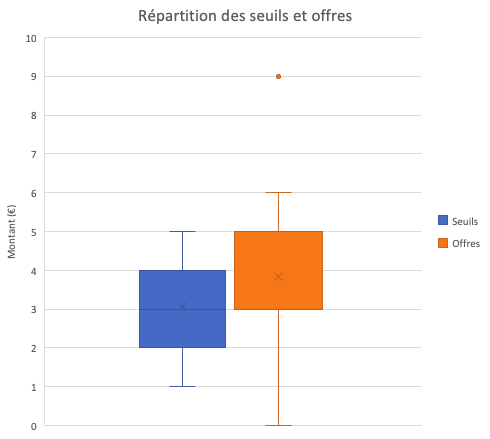 Répartition des seuils et offres
10
9
8
7
6
5
4
3
2
1
0
Montant (€)
Seuils
Offres